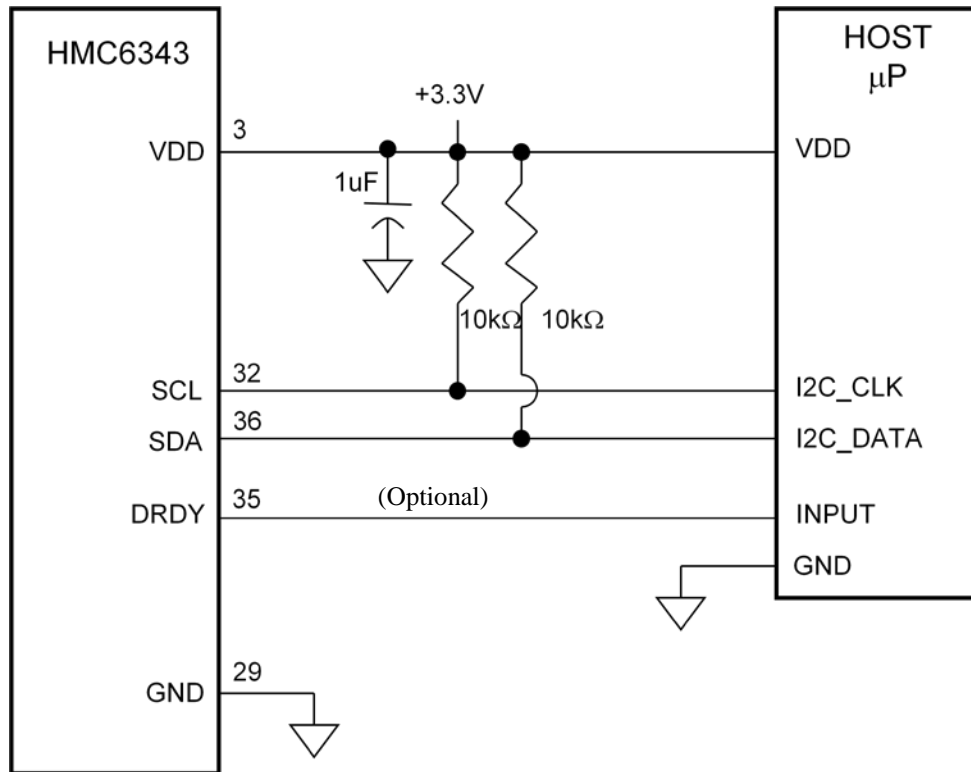 HMC6343
HOST
μP
+3.3V
3
VDD
VDD
1uF
10kΩ
10kΩ
32
SCL
I2C_CLK
36
SDA
I2C_DATA
(Optional)
35
DRDY
INPUT
GND
29
GND